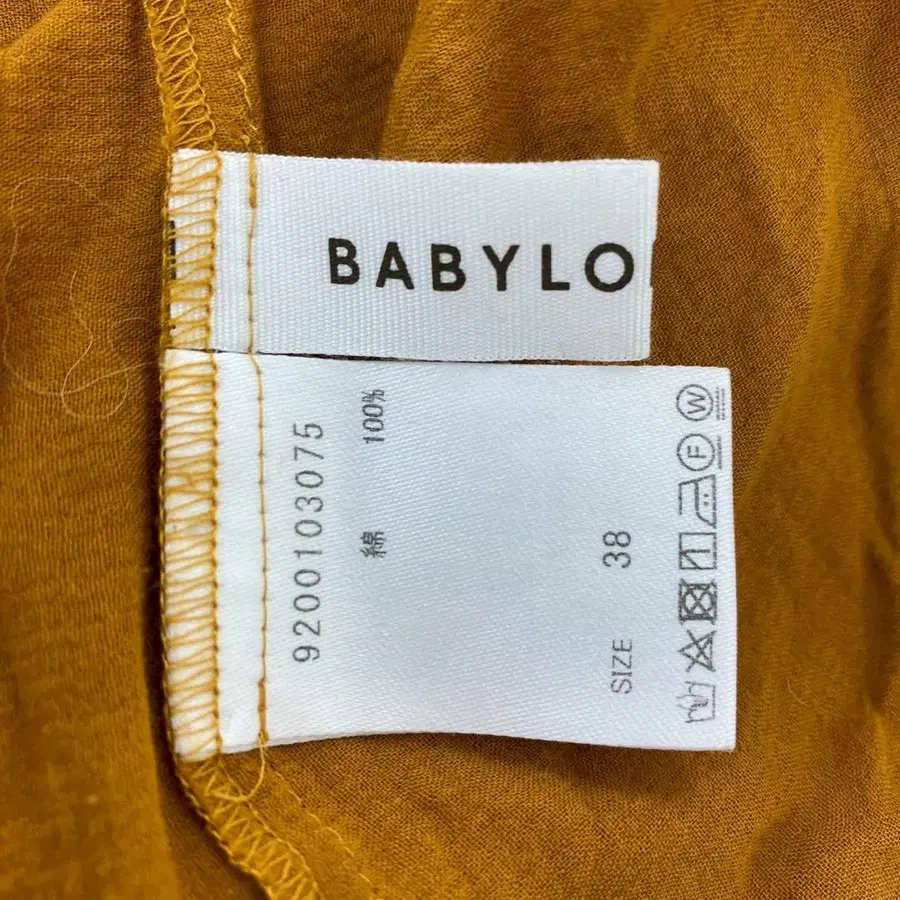 BABYLO
9200103075
綿 100%
SIZE 38
F
W